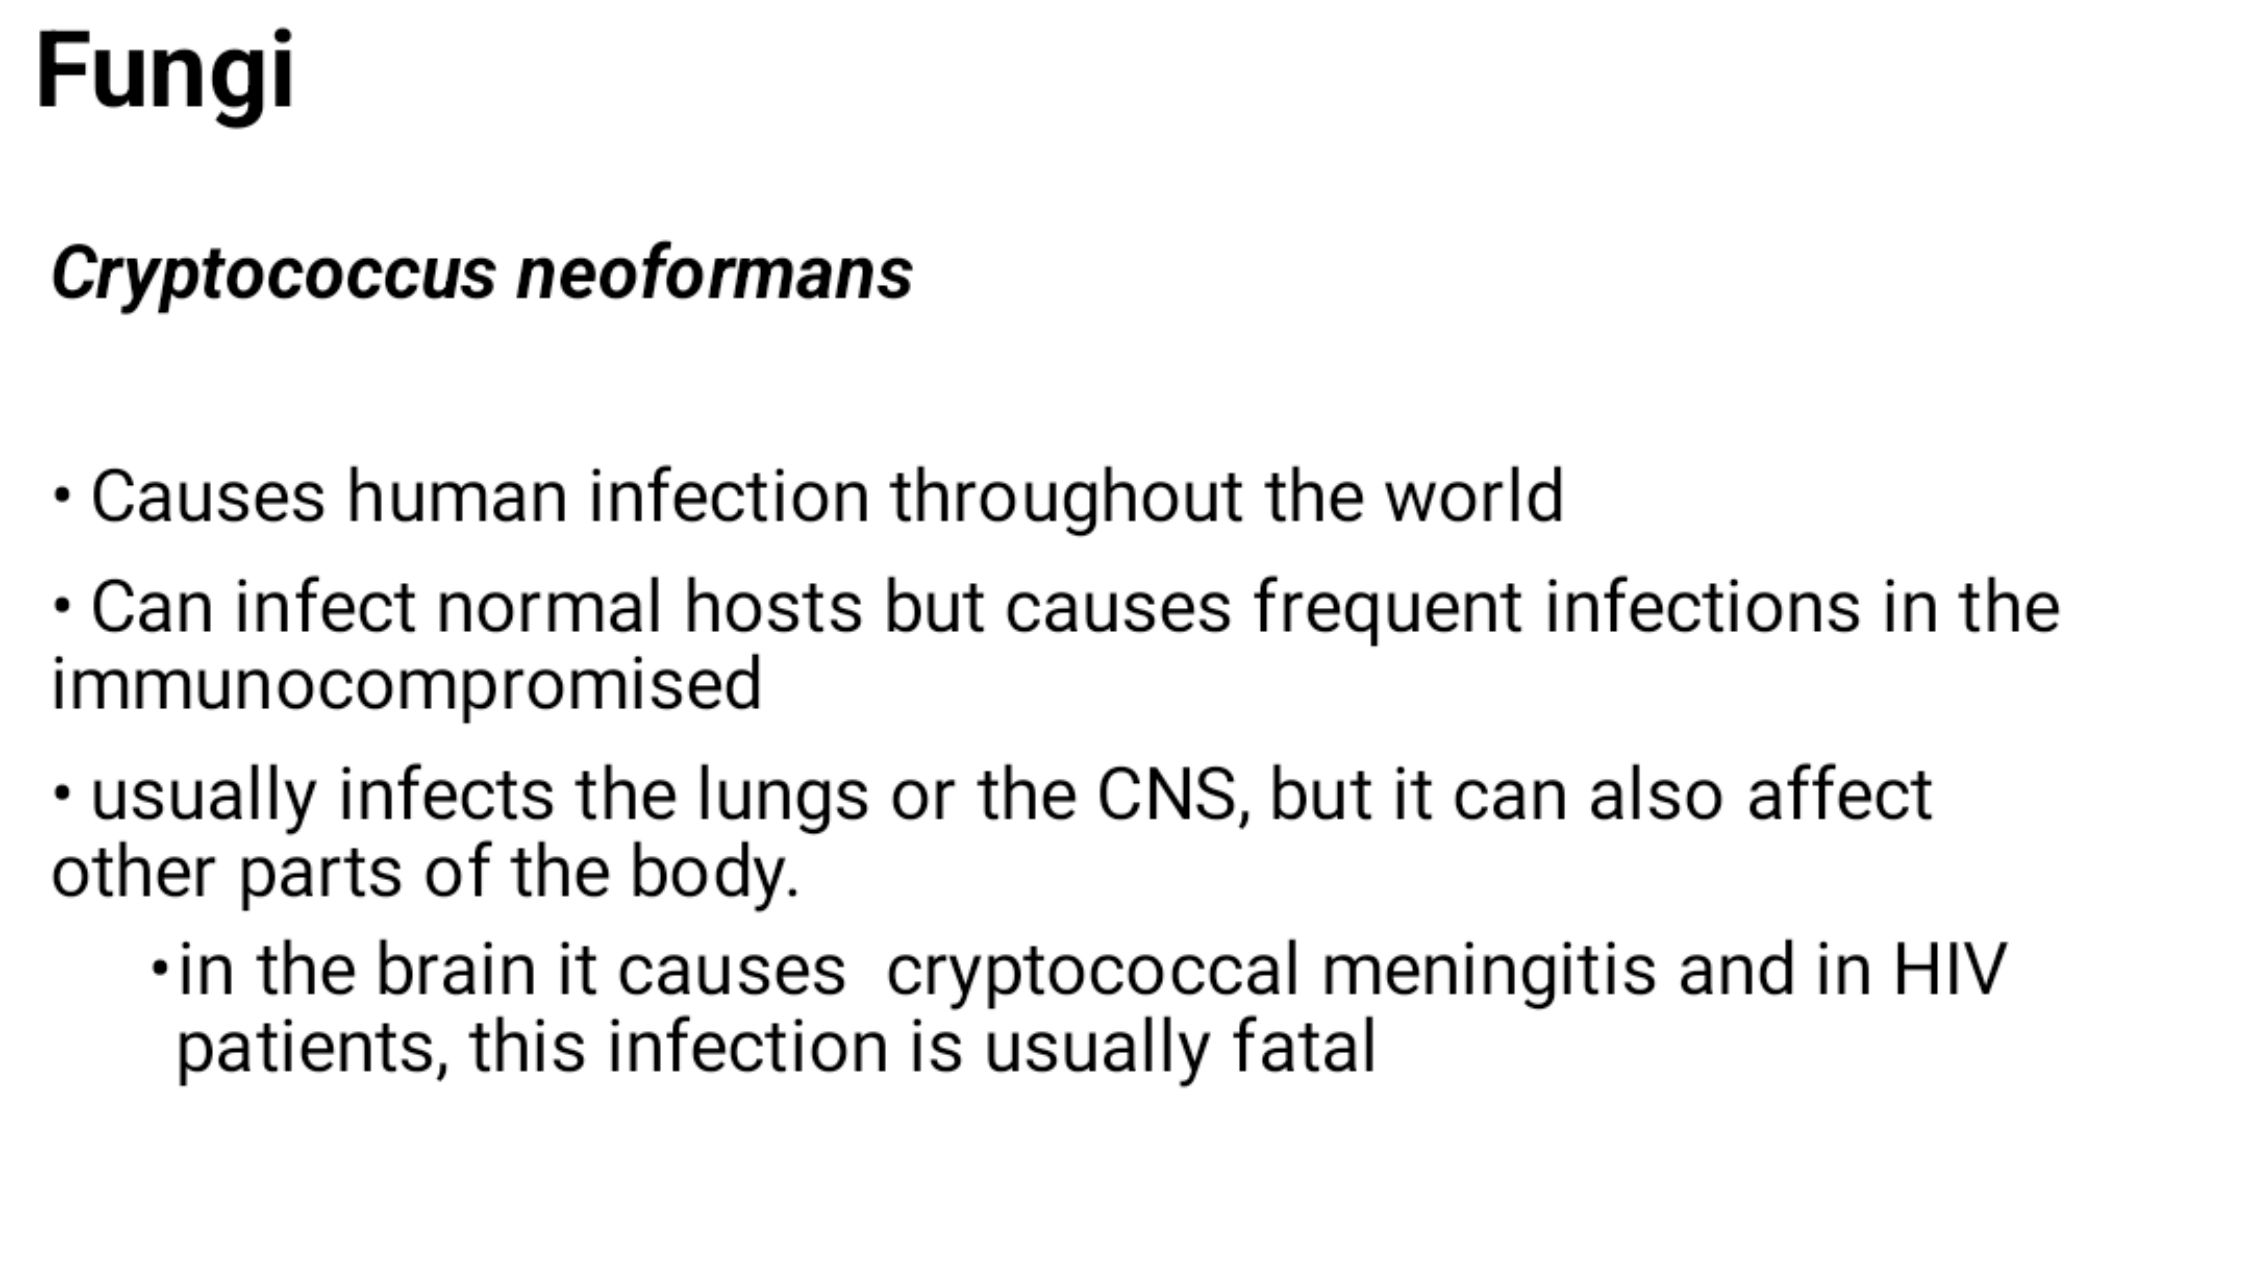 Fungi
Cryptococcus neoformans
• Causes human infection throughout the world
• Can infect normal hosts but causes frequent infections in the
immunocompromised
• usually infects the lungs or the CNS, but it can also affect
other parts of the body.
•in the brain it causes  cryptococcal meningitis and in HIV
patients, this infection is usually fatal